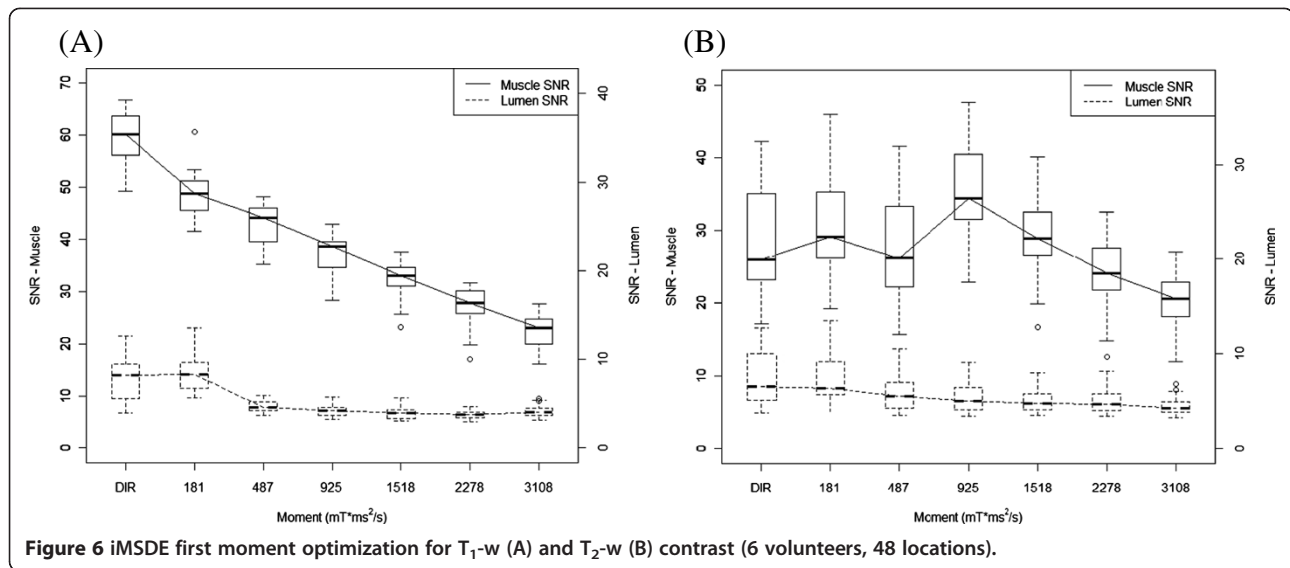 (A)
Muscle SNR
Lumen SNR
SNR - Muscle
70
60
50
40
30
20
10
0
40
30
20
10
0
SNR - Lumen
DIR 181 487 925 1518 2278 3108
Moment (mT*ms²/s)
(B)
Muscle SNR
Lumen SNR
SNR - Muscle
50
40
30
20
10
0
30
20
10
0
SNR - Lumen
DIR 181 487 925 1518 2278 3108
Moment (mT*ms²/s)
Figure 6 iMSDE first moment optimization for T₁-w (A) and T₂-w (B) contrast (6 volunteers, 48 locations).